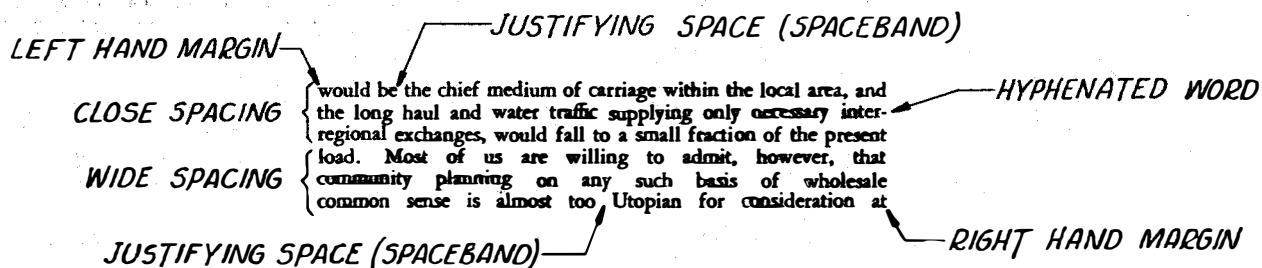 JUSTIFYING SPACE (SPACEBAND)
LEFT HAND MARGIN
would be the chief medium of carriage within the local area, and
HYPHENATED WORD
CLOSE SPACING
the long haul and water traffic supplying only necessary inter-
regional exchanges, would fall to a small fraction of the present
load. Most of us are willing to admit, however, that
WIDE SPACING
community planning on any such basis of wholesale
common sense is almost too Utopian for consideration at
JUSTIFYING SPACE (SPACEBAND)
RIGHT HAND MARGIN